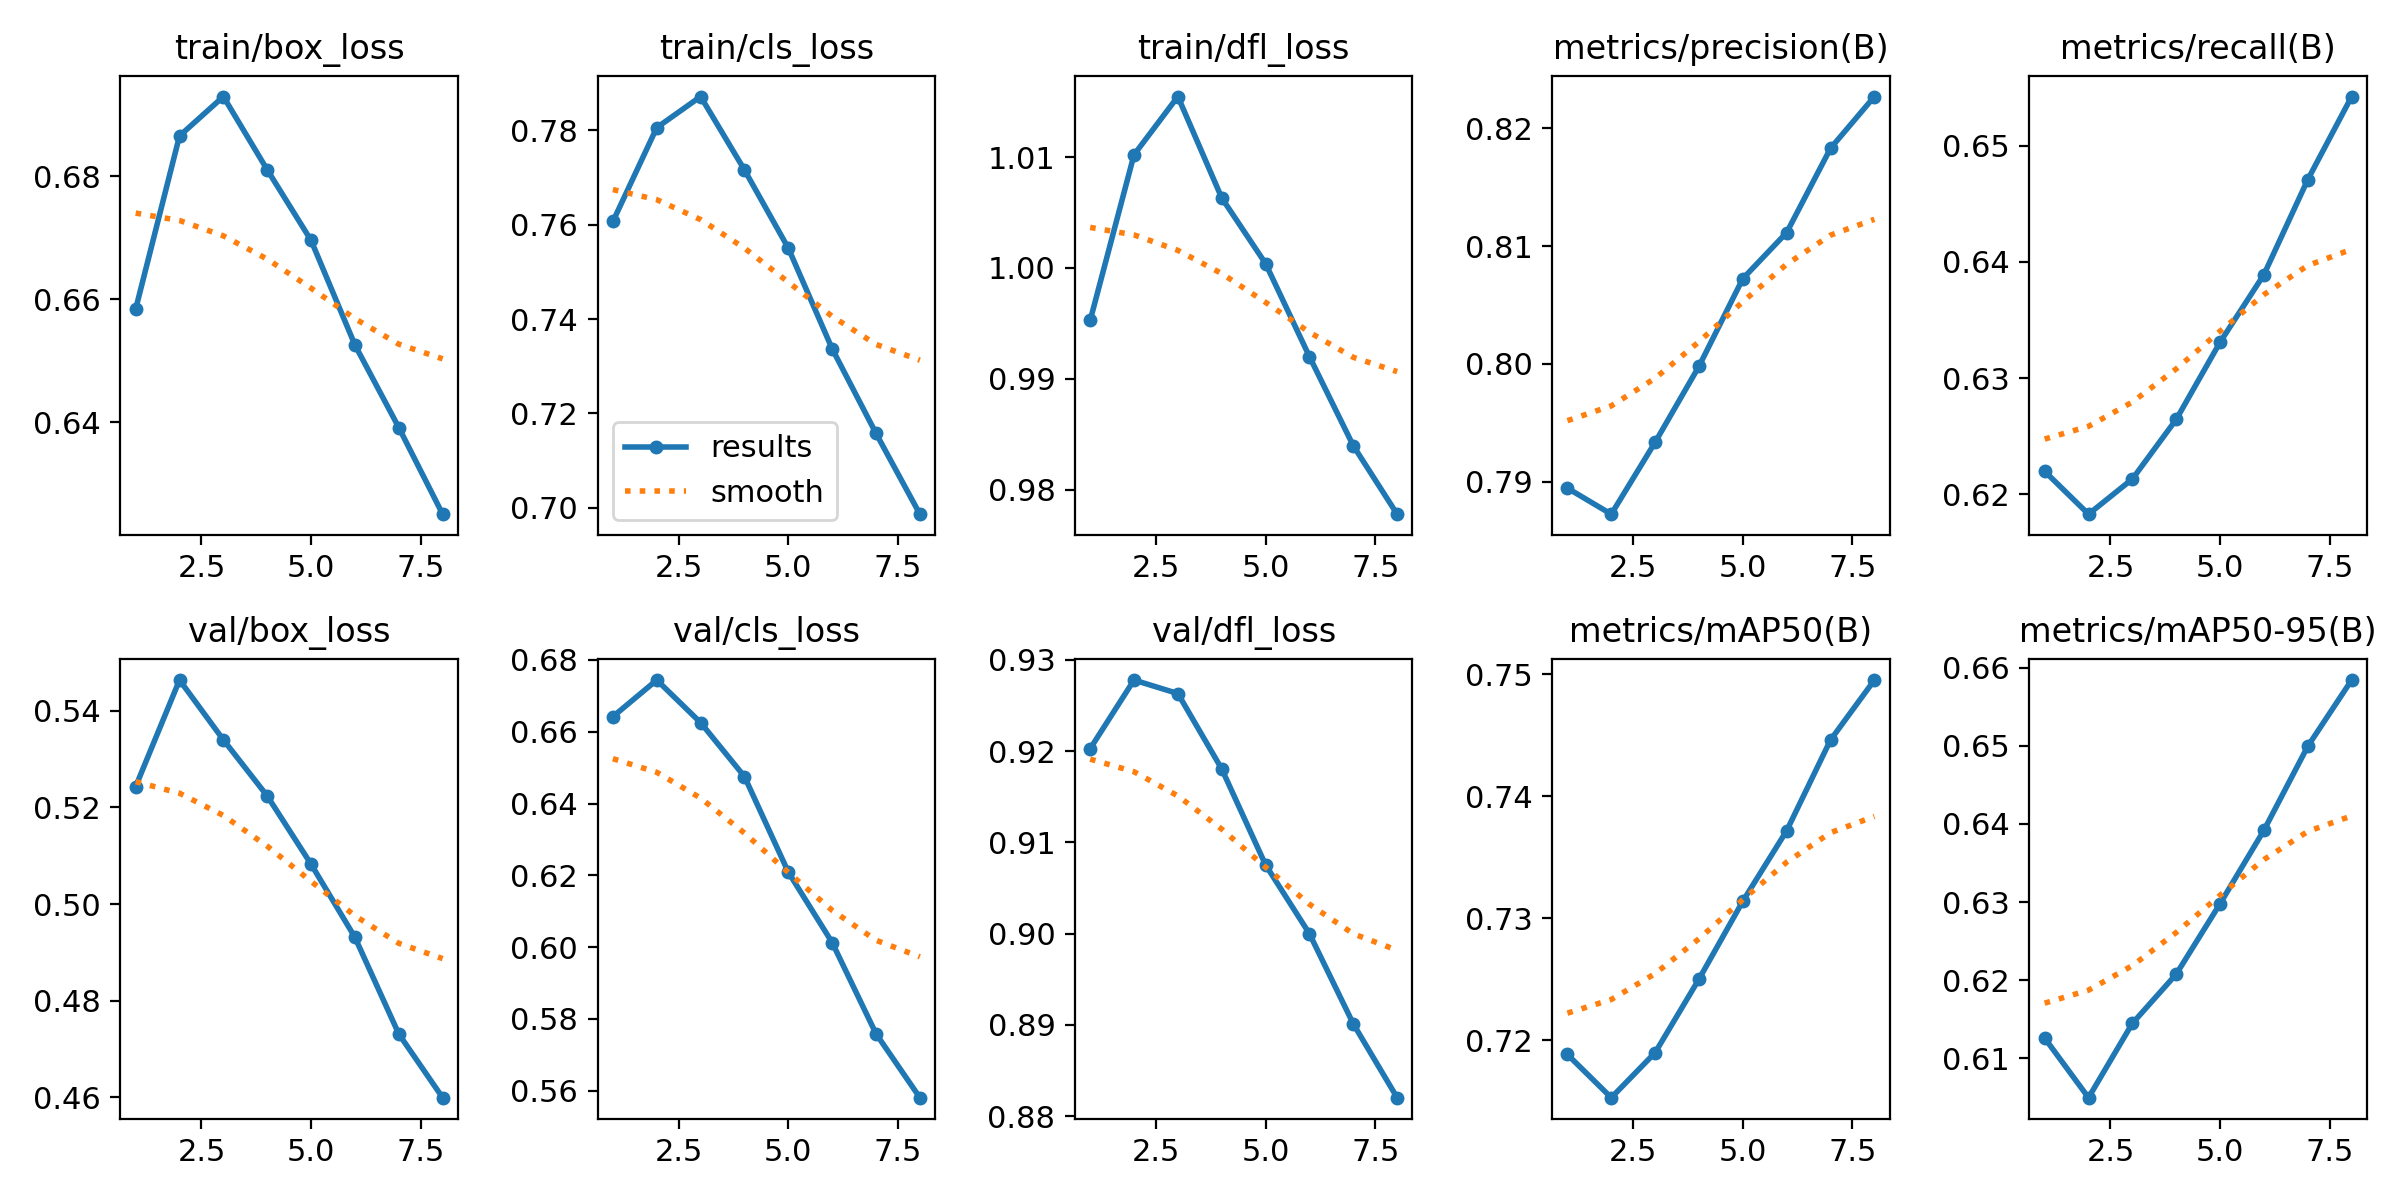 train/box_loss
0.68
0.66
0.64
2.5 5.0 7.5
train/cls_loss
0.78
0.76
0.74
0.72
0.70
results
smooth
2.5 5.0 7.5
train/dfl_loss
1.01
1.00
0.99
0.98
2.5 5.0 7.5
metrics/precision(B)
0.82
0.81
0.80
0.79
2.5 5.0 7.5
metrics/recall(B)
0.65
0.64
0.63
0.62
2.5 5.0 7.5
val/box_loss
0.54
0.52
0.50
0.48
0.46
2.5 5.0 7.5
val/cls_loss
0.68
0.66
0.64
0.62
0.60
0.58
0.56
2.5 5.0 7.5
val/dfl_loss
0.93
0.92
0.91
0.90
0.89
0.88
2.5 5.0 7.5
metrics/mAP50(B)
0.75
0.74
0.73
0.72
2.5 5.0 7.5
metrics/mAP50-95(B)
0.66
0.65
0.64
0.63
0.62
0.61
2.5 5.0 7.5